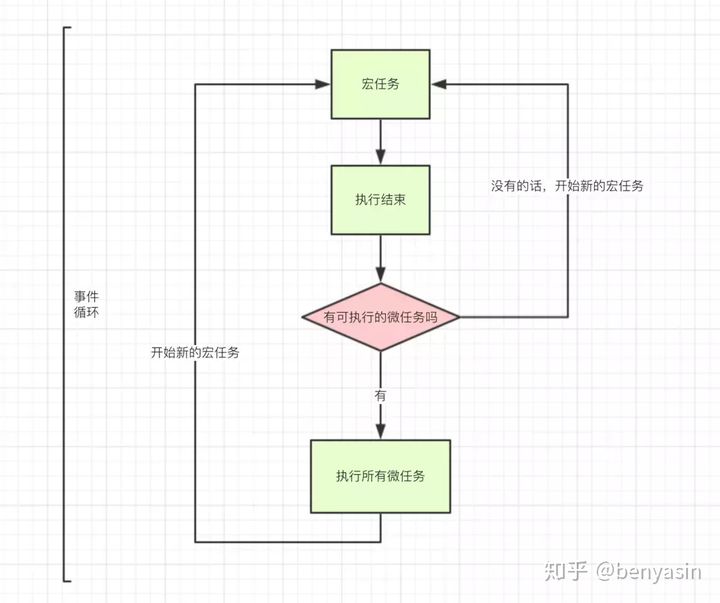 宏任务
执行结束
没有的话，开始新的宏任务
事件
循环
有可执行的微任务吗
开始新的宏任务
有
执行所有微任务
知乎 @benyasin